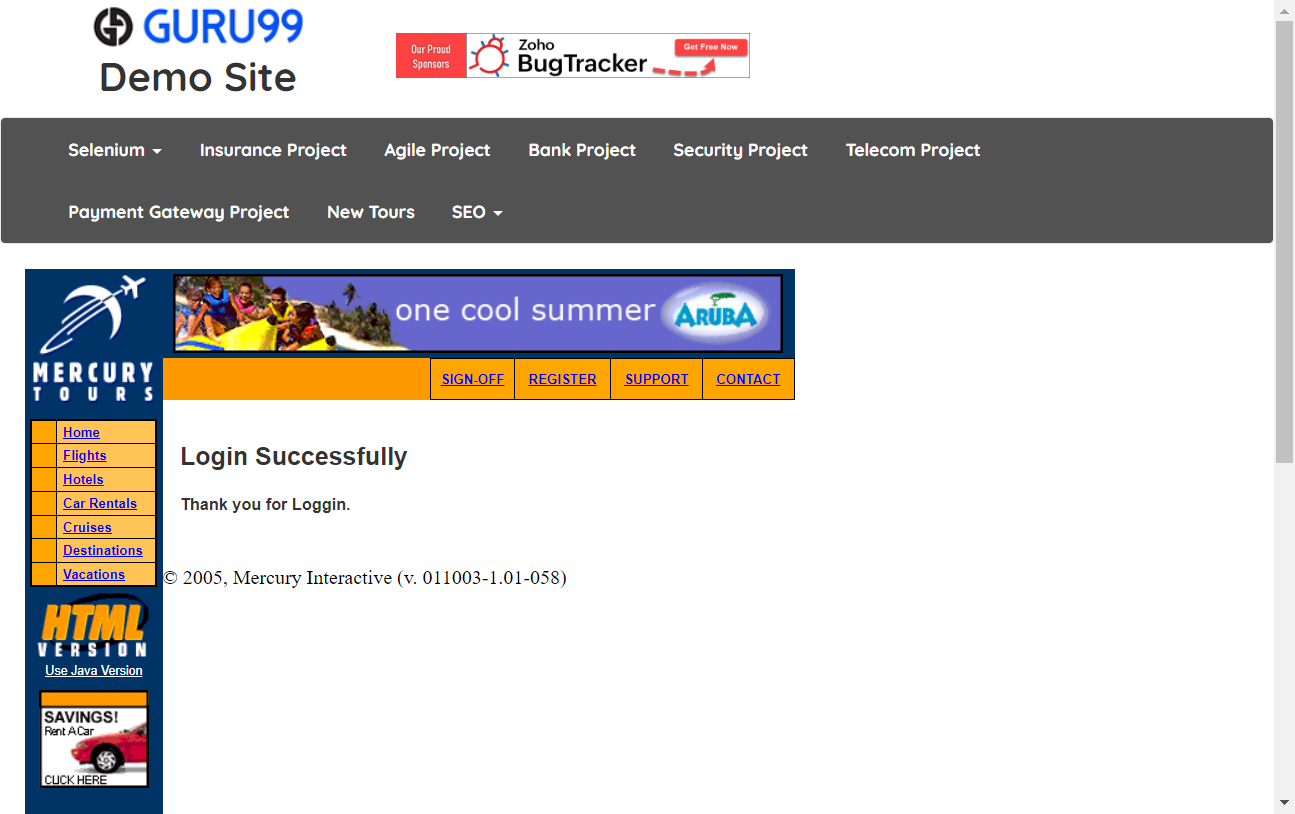 GURU99
Demo Site
Our Proud
Sponsors
Zoho
BugTracker
Get Free Now
Selenium
Insurance Project
Agile Project
Bank Project
Security Project
Telecom Project
Payment Gateway Project
New Tours
SEO
MERCURY
TOURS
one cool summer
ARUBA
SIGN-OFF
REGISTER
SUPPORT
CONTACT
Home
Flights
Hotels
Car Rentals
Cruises
Destinations
Vacations
Login Successfully
Thank you for Loggin.
© 2005, Mercury Interactive (v. 011003-1.01-058)
HTML
VERSION
Use Java Version
SAVINGS!
Rent A Car
CLICK HERE